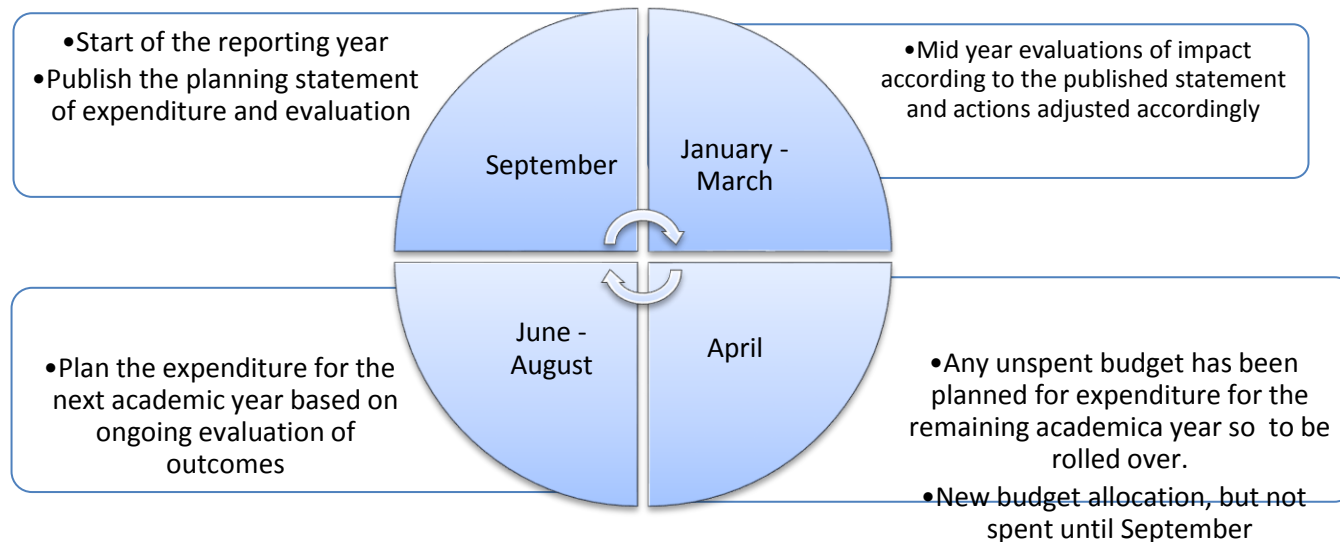 •Start of the reporting year
•Publish the planning statement
of expenditure and evaluation
September
January -
March
•Mid year evaluations of impact
according to the published statement
and actions adjusted accordingly
June -
August
•Plan the expenditure for the
next academic year based on
ongoing evaluation of
outcomes
April
•Any unspent budget has been
planned for expenditure for the
remaining academica year so  to be
rolled over.
•New budget allocation, but not
spent until September